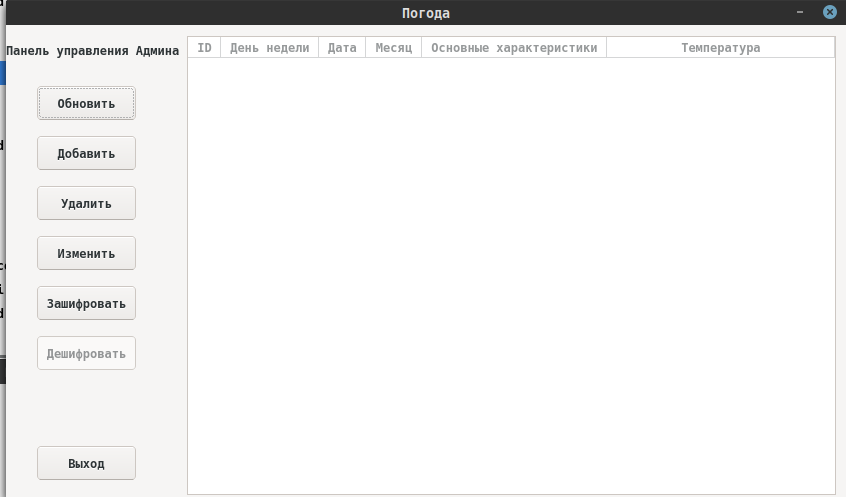 Погода
Панель управления Админа
ID День недели Дата Месяц Основные характеристики Температура
Обновить
Добавить
Удалить
Изменить
Зашифровать
Дешифровать
Выход